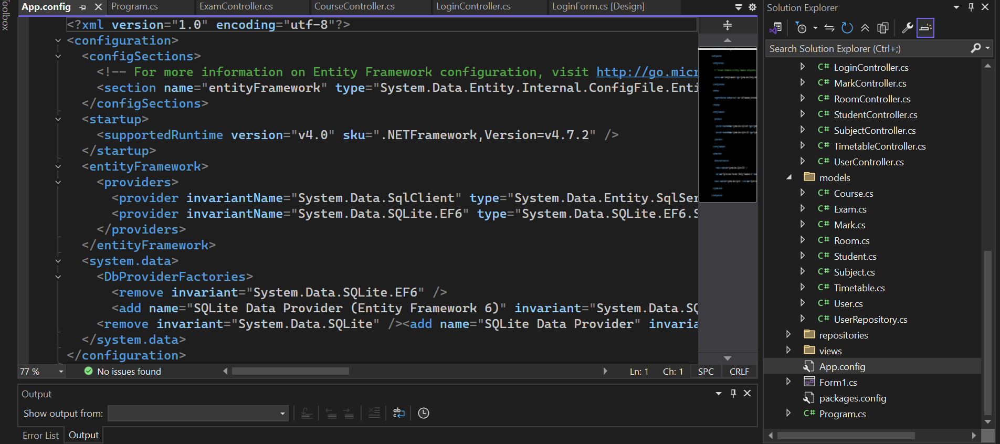 Toolbox
App.config
Program.cs
ExamController.cs
CourseController.cs
LoginController.cs
LoginForm.cs [Design]
<?xml version="1.0" encoding="utf-8"?>
<configuration>
<configSections>
<!-- For more information on Entity Framework configuration, visit http://go.micr
<section name="entityFramework" type="System.Data.Entity.Internal.ConfigFile.Enti
</configSections>
<startup>
<supportedRuntime version="v4.0" sku=".NETFramework,Version=v4.7.2" />
</startup>
<entityFramework>
<providers>
<provider invariantName="System.Data.SqlClient" type="System.Data.Entity.SqlSer
<provider invariantName="System.Data.SQLite.EF6" type="System.Data.SQLite.EF6.S
</providers>
</entityFramework>
<system.data>
<DbProviderFactories>
<remove invariant="System.Data.SQLite.EF6" />
<add name="SQLite Data Provider (Entity Framework 6)" invariant="System.Data.SQ
<remove invariant="System.Data.SQLite" /><add name="SQLite Data Provider" invaria
</system.data>
</configuration>
77 %
No issues found
Ln: 1
Ch: 1
SPC
CRLF
Output
Show output from:
Error List
Output
Solution Explorer
Search Solution Explorer (Ctrl+;)
C# LoginController.cs
C# MarkController.cs
C# RoomController.cs
C# StudentController.cs
C# SubjectController.cs
C# TimetableController.cs
C# UserController.cs
models
C# Course.cs
C# Exam.cs
C# Mark.cs
C# Room.cs
C# Student.cs
C# Subject.cs
C# Timetable.cs
C# User.cs
C# UserRepository.cs
repositories
views
App.config
Form1.cs
packages.config
C# Program.cs